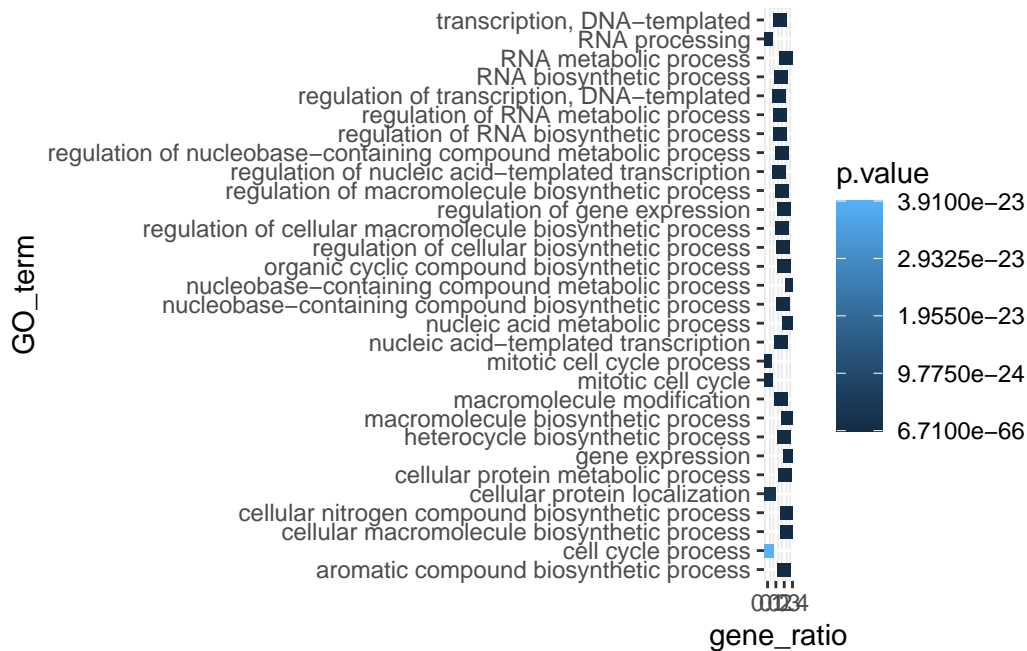 transcription, DNA−templated
RNA processing
RNA metabolic process
RNA biosynthetic process
regulation of transcription, DNA−templated
regulation of RNA metabolic process
regulation of RNA biosynthetic process
regulation of nucleobase−containing compound metabolic process
regulation of nucleic acid−templated transcription
regulation of macromolecule biosynthetic process
regulation of gene expression
regulation of cellular macromolecule biosynthetic process
regulation of cellular biosynthetic process
organic cyclic compound biosynthetic process
nucleobase−containing compound metabolic process
nucleobase−containing compound biosynthetic process
nucleic acid metabolic process
nucleic acid−templated transcription
mitotic cell cycle process
mitotic cell cycle
macromolecule modification
macromolecule biosynthetic process
heterocycle biosynthetic process
gene expression
cellular protein metabolic process
cellular protein localization
cellular nitrogen compound biosynthetic process
cellular macromolecule biosynthetic process
cell cycle process
aromatic compound biosynthetic process
GO_term
gene_ratio
p.value
3.9100e−23
2.9325e−23
1.9550e−23
9.7750e−24
6.7100e−66